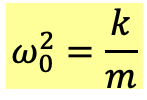 ω₀² = k/m